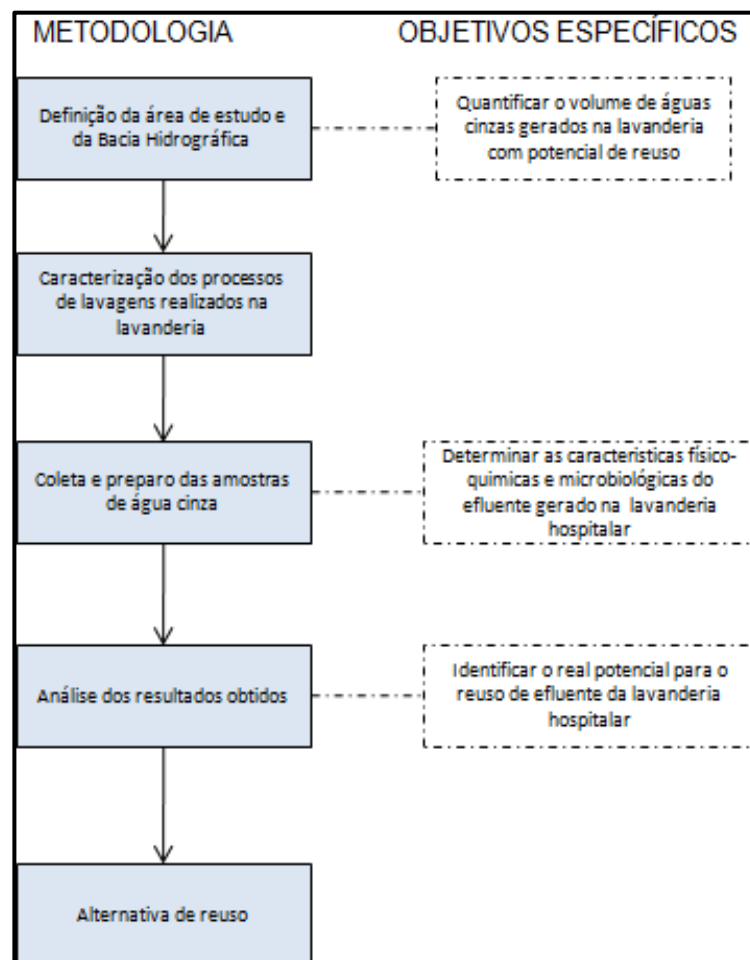 METODOLOGIA
OBJETIVOS ESPECÍFICOS
Definição da área de estudo e
da Bacia Hidrográfica
Quantificar o volume de águas
cinzas gerados na lavanderia
com potencial de reuso
Caracterização dos processos
de lavagens realizados na
lavanderia
Coleta e preparo das amostras
de água cinza
Determinar as caracteristicas físico-
quimicas e microbiológicas do
efluente gerado na lavanderia
hospitalar
Análise dos resultados obtidos
Identificar o real potencial para o
reuso de efluente da lavanderia
hospitalar
Alternativa de reuso